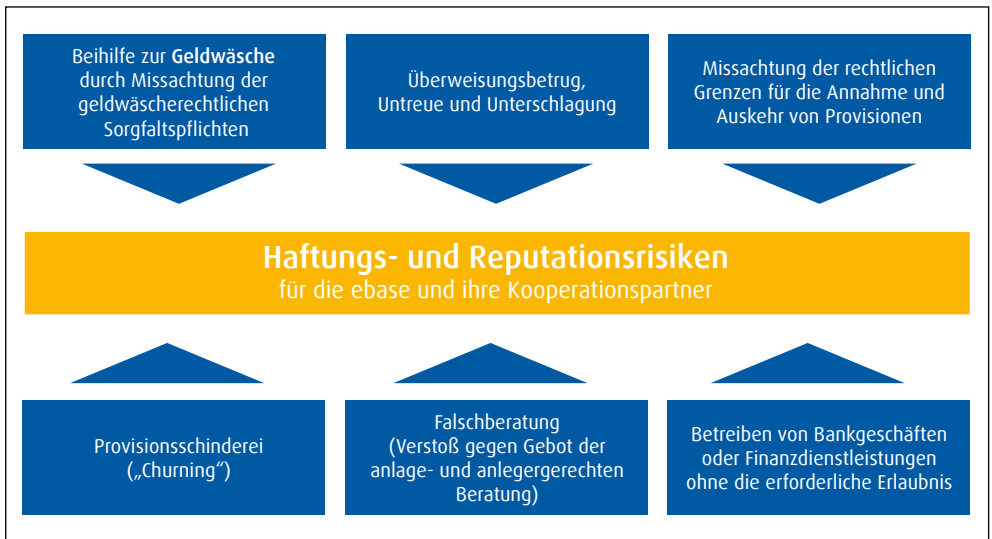 Beihilfe zur Geldwäsche
durch Missachtung der
geldwäscherechtlichen
Sorgfaltspflichten
Überweisungsbetrug,
Untreue und Unterschlagung
Missachtung der rechtlichen
Grenzen für die Annahme und
Auskehr von Provisionen
Haftungs- und Reputationsrisiken
für die ebase und ihre Kooperationspartner
Provisionsschinderei
(„Churning“)
Falschberatung
(Verstoß gegen Gebot der
anlage- und anlegergerechten
Beratung)
Betreiben von Bankgeschäften
oder Finanzdienstleistungen
ohne die erforderliche Erlaubnis